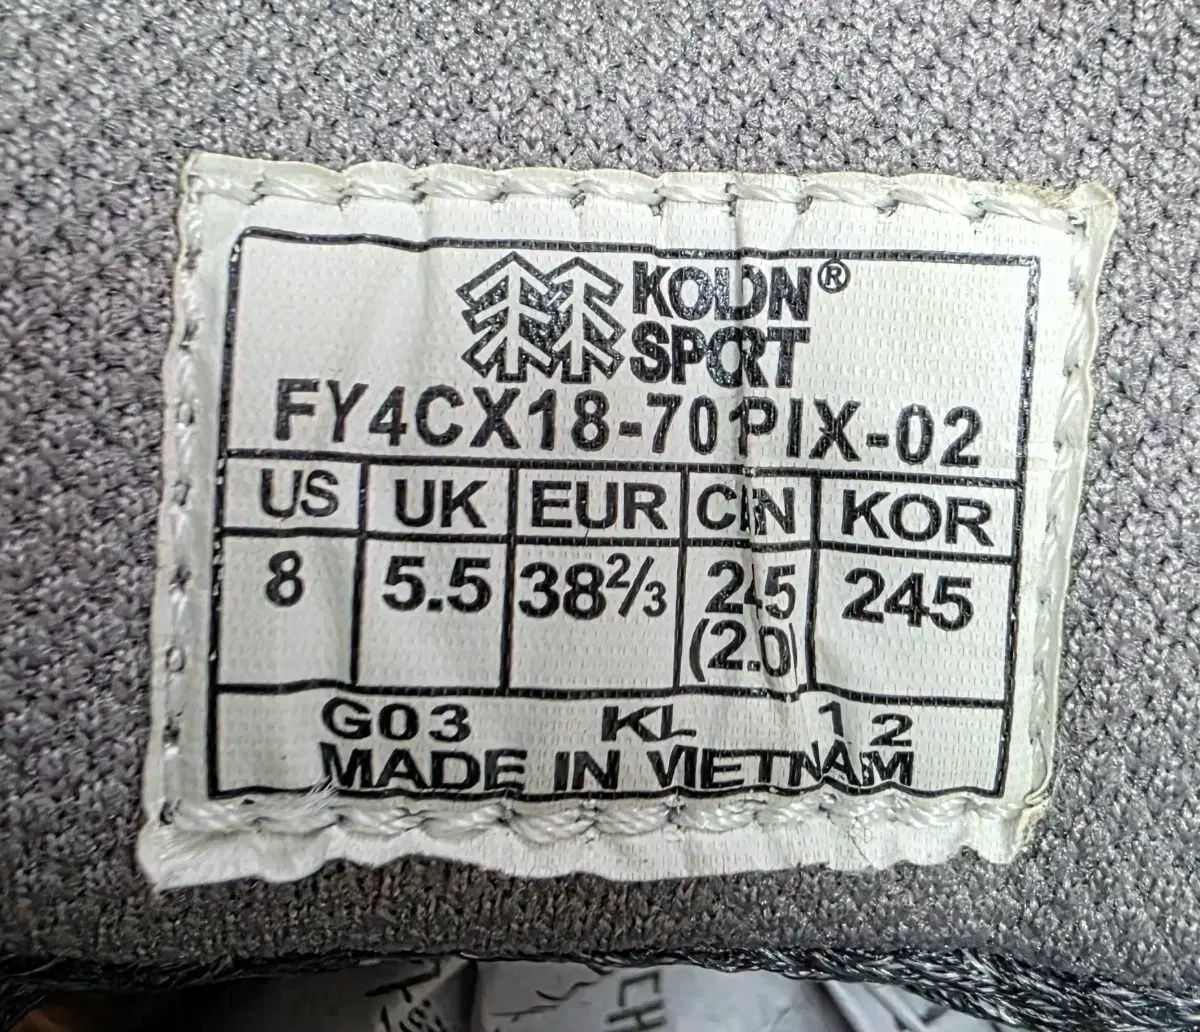 KOLON®
SPORT
FY4CX18-701PIX-02
US UK EUR CHN KOR
8 5.5 38²⁄₃ 245 245
(2.0)
G03 KL 12
MADE IN VIETNAM